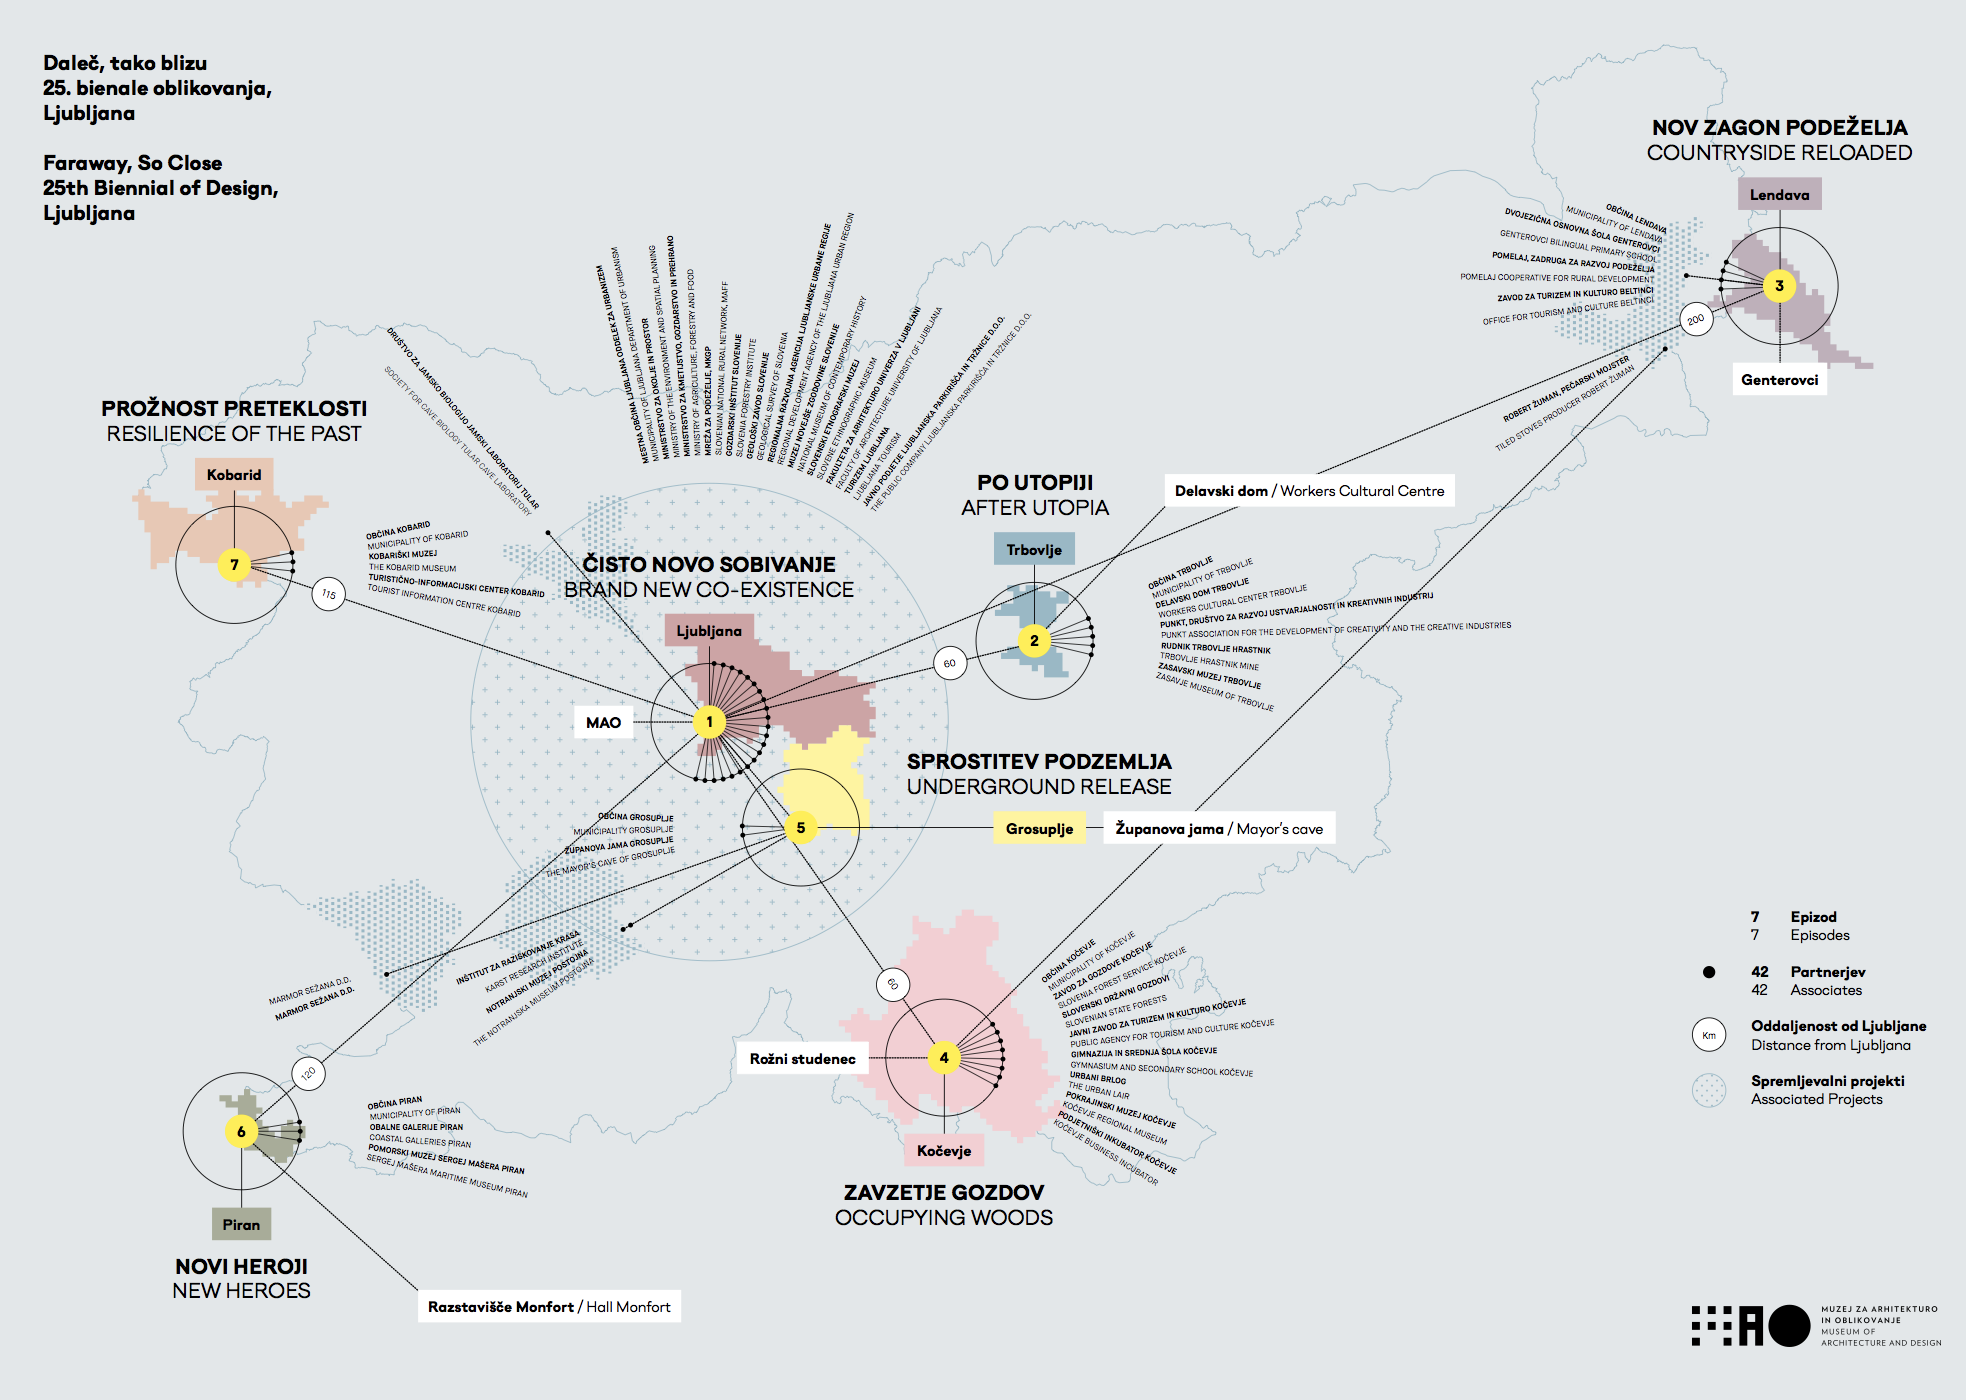 Daleč, tako blizu
25. bienale oblikovanja,
Ljubljana
Faraway, So Close
25th Biennial of Design,
Ljubljana
NOV ZAGON PODEŽELJA
COUNTRYSIDE RELOADED
Lendava
3
200
Genterovci
OBČINA LENDAVA
MUNICIPALITY OF LENDAVA
DVOJEZIČNA OSNOVNA ŠOLA GENTEROVCI
GENTEROVCI BILINGUAL PRIMARY SCHOOL
POMELAJ, ZADRUGA ZA RAZVOJ PODEŽELJA
POMELAJ COOPERATIVE FOR RURAL DEVELOPMENT
ZAVOD ZA TURIZEM IN KULTURO BELTINCI
OFFICE FOR TOURISM AND CULTURE BELTINCI
ROBERT ŽUMAN, PEČARSKI MOJSTER
TILED STOVES PRODUCER ROBERT ŽUMAN
DRUŠTVO ZA JAMSKO BIOLOGIJO JAMSKI LABORATORIJ TULAR
SOCIETY FOR CAVE BIOLOGY TULAR CAVE LABORATORY
MESTNA OBČINA LJUBLJANA ODDELEK ZA URBANIZEM
MUNICIPALITY OF LJUBLJANA DEPARTMENT OF URBANISM
MINISTRSTVO ZA OKOLJE IN PROSTOR
MINISTRY OF THE ENVIRONMENT AND SPATIAL PLANNING
MINISTRSTVO ZA KMETIJSTVO, GOZDARSTVO IN PREHRANO
MINISTRY OF AGRICULTURE, FORESTRY AND FOOD
MREŽA ZA PODEŽELJE, MKGP
SLOVENIAN NATIONAL RURAL NETWORK, MAFF
GOZDARSKI INŠTITUT SLOVENIJE
SLOVENIA FORESTRY INSTITUTE
GEOLOŠKI ZAVOD SLOVENIJE
GEOLOGICAL SURVEY OF SLOVENIA
REGIONALNA RAZVOJNA AGENCIJA LJUBLJANSKE URBANE REGIJE
REGIONAL DEVELOPMENT AGENCY OF THE LJUBLJANA URBAN REGION
MUZEJ NOVEJŠE ZGODOVINE SLOVENIJE
NATIONAL MUSEUM OF CONTEMPORARY HISTORY
SLOVENSKI ETNOGRAFSKI MUZEJ
SLOVENE ETHNOGRAPHIC MUSEUM
FAKULTETA ZA ARHITEKTURO UNIVERZA V LJUBLJANI
FACULTY OF ARCHITECTURE UNIVERSITY OF LJUBLJANA
TURIZEM LJUBLJANA
LJUBLJANA TOURISM
JAVNO PODJETJE LJUBLJANSKA PARKIRIŠČA IN TRŽNICE D.O.O.
THE PUBLIC COMPANY LJUBLJANSKA PARKIRIŠČA IN TRŽNICE D.O.O.
PROŽNOST PRETEKLOSTI
RESILIENCE OF THE PAST
Kobarid
7
115
OBČINA KOBARID
MUNICIPALITY OF KOBARID
KOBARIŠKI MUZEJ
THE KOBARID MUSEUM
TURISTIČNO-INFORMACIJSKI CENTER KOBARID
TOURIST INFORMATION CENTRE KOBARID
ČISTO NOVO SOBIVANJE
BRAND NEW CO-EXISTENCE
Ljubljana
MAO
1
PO UTOPIJI
AFTER UTOPIA
Trbovlje
2
60
Delavski dom / Workers Cultural Centre
OBČINA TRBOVLJE
MUNICIPALITY OF TRBOVLJE
DELAVSKI DOM TRBOVLJE
WORKERS CULTURAL CENTER TRBOVLJE
PUNKT, DRUŠTVO ZA RAZVOJ USTVARJALNOSTI IN KREATIVNIH INDUSTRIJ
PUNKT ASSOCIATION FOR THE DEVELOPMENT OF CREATIVITY AND THE CREATIVE INDUSTRIES
RUDNIK TRBOVLJE HRASTNIK
TRBOVLJE HRASTNIK MINE
ZASAVSKI MUZEJ TRBOVLJE
ZASAVJE MUSEUM OF TRBOVLJE
SPROSTITEV PODZEMLJA
UNDERGROUND RELEASE
5
Grosuplje
Županova jama / Mayor's cave
OBČINA GROSUPLJE
MUNICIPALITY GROSUPLJE
ŽUPANOVA JAMA GROSUPLJE
THE MAYOR'S CAVE OF GROSUPLJE
MARMOR SEŽANA D.D.
MARMOR SEŽANA D.D.
INŠTITUT ZA RAZISKOVANJE KRASA
KARST RESEARCH INSTITUTE
NOTRANJSKI MUZEJ POSTOJNA
THE NOTRANJSKA MUSEUM POSTOJNA
60
Rožni studenec
4
Kočevje
ZAVZETJE GOZDOV
OCCUPYING WOODS
OBČINA KOČEVJE
MUNICIPALITY OF KOČEVJE
ZAVOD ZA GOZDOVE KOČEVJE
SLOVENIA FOREST SERVICE KOČEVJE
SLOVENSKI DRŽAVNI GOZDOVI
SLOVENIAN STATE FORESTS
JAVNI ZAVOD ZA TURIZEM IN KULTURO KOČEVJE
PUBLIC AGENCY FOR TOURISM AND CULTURE KOČEVJE
GIMNAZIJA IN SREDNJA ŠOLA KOČEVJE
GYMNASIUM AND SECONDARY SCHOOL KOČEVJE
URBANI BRLOG
THE URBAN LAIR
POKRAJINSKI MUZEJ KOČEVJE
KOČEVJE REGIONAL MUSEUM
PODJETNIŠKI INKUBATOR KOČEVJE
KOČEVJE BUSINESS INCUBATOR
120
6
Piran
NOVI HEROJI
NEW HEROES
OBČINA PIRAN
MUNICIPALITY OF PIRAN
OBALNE GALERIJE PIRAN
COASTAL GALLERIES PIRAN
POMORSKI MUZEJ SERGEJ MAŠERA PIRAN
SERGEJ MAŠERA MARITIME MUSEUM PIRAN
Razstavišče Monfort / Hall Monfort
7 Epizod
7 Episodes
42 Partnerjev
42 Associates
Km
Oddaljenost od Ljubljane
Distance from Ljubljana
Spremljevalni projekti
Associated Projects
MAO
MUZEJ ZA ARHITEKTURO
IN OBLIKOVANJE
MUSEUM OF
ARCHITECTURE AND DESIGN